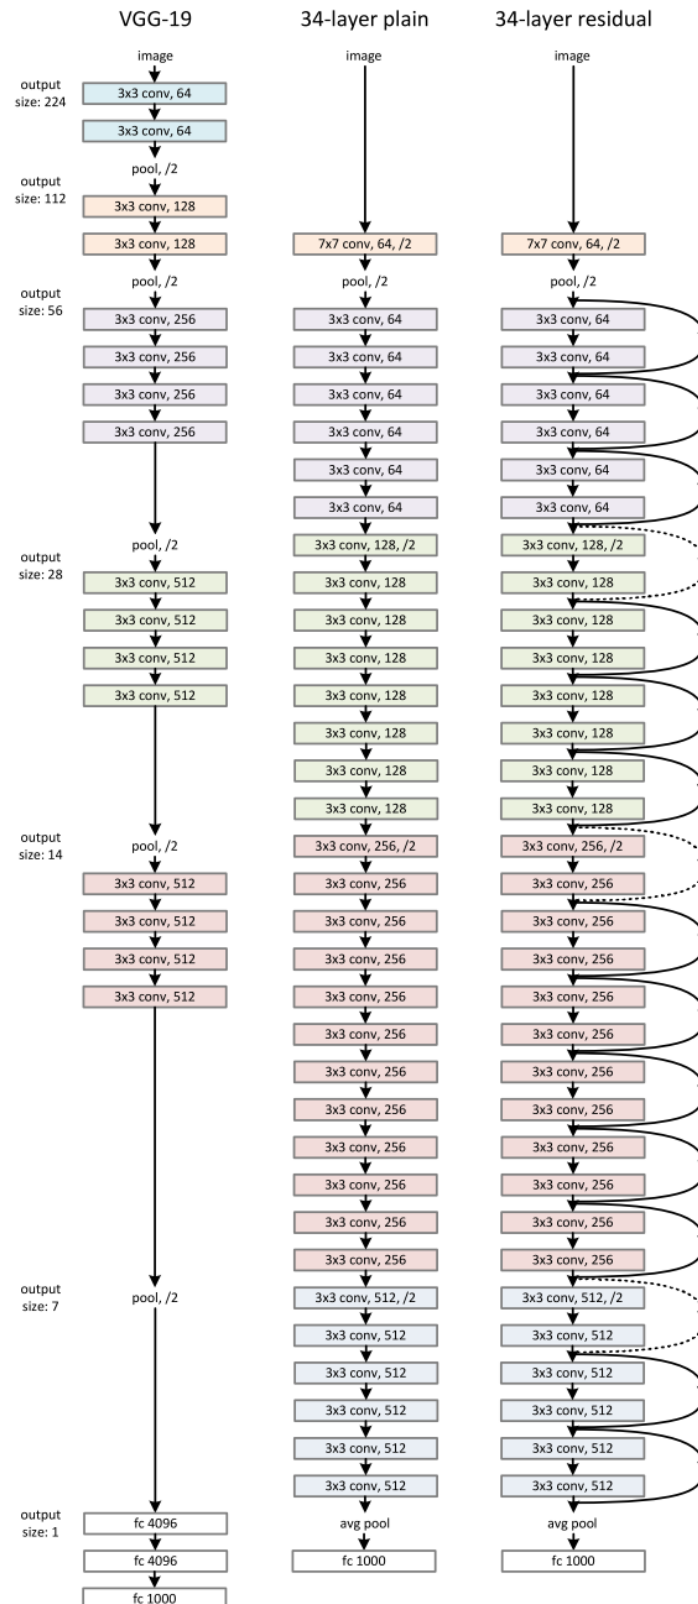 VGG-19
image
output
size: 224
3x3 conv, 64
3x3 conv, 64
pool, /2
output
size: 112
3x3 conv, 128
3x3 conv, 128
pool, /2
output
size: 56
3x3 conv, 256
3x3 conv, 256
3x3 conv, 256
3x3 conv, 256
pool, /2
output
size: 28
3x3 conv, 512
3x3 conv, 512
3x3 conv, 512
3x3 conv, 512
output
size: 14
pool, /2
3x3 conv, 512
3x3 conv, 512
3x3 conv, 512
3x3 conv, 512
output
size: 7
pool, /2
output
size: 1
fc 4096
fc 4096
fc 1000
34-layer plain
image
7x7 conv, 64, /2
pool, /2
3x3 conv, 64
3x3 conv, 64
3x3 conv, 64
3x3 conv, 64
3x3 conv, 64
3x3 conv, 64
3x3 conv, 128, /2
3x3 conv, 128
3x3 conv, 128
3x3 conv, 128
3x3 conv, 128
3x3 conv, 128
3x3 conv, 128
3x3 conv, 128
3x3 conv, 256, /2
3x3 conv, 256
3x3 conv, 256
3x3 conv, 256
3x3 conv, 256
3x3 conv, 256
3x3 conv, 256
3x3 conv, 256
3x3 conv, 256
3x3 conv, 256
3x3 conv, 256
3x3 conv, 256
3x3 conv, 512, /2
3x3 conv, 512
3x3 conv, 512
3x3 conv, 512
3x3 conv, 512
3x3 conv, 512
avg pool
fc 1000
34-layer residual
image
7x7 conv, 64, /2
pool, /2
3x3 conv, 64
3x3 conv, 64
3x3 conv, 64
3x3 conv, 64
3x3 conv, 64
3x3 conv, 64
3x3 conv, 128, /2
3x3 conv, 128
3x3 conv, 128
3x3 conv, 128
3x3 conv, 128
3x3 conv, 128
3x3 conv, 128
3x3 conv, 128
3x3 conv, 256, /2
3x3 conv, 256
3x3 conv, 256
3x3 conv, 256
3x3 conv, 256
3x3 conv, 256
3x3 conv, 256
3x3 conv, 256
3x3 conv, 256
3x3 conv, 256
3x3 conv, 256
3x3 conv, 256
3x3 conv, 512, /2
3x3 conv, 512
3x3 conv, 512
3x3 conv, 512
3x3 conv, 512
3x3 conv, 512
avg pool
fc 1000